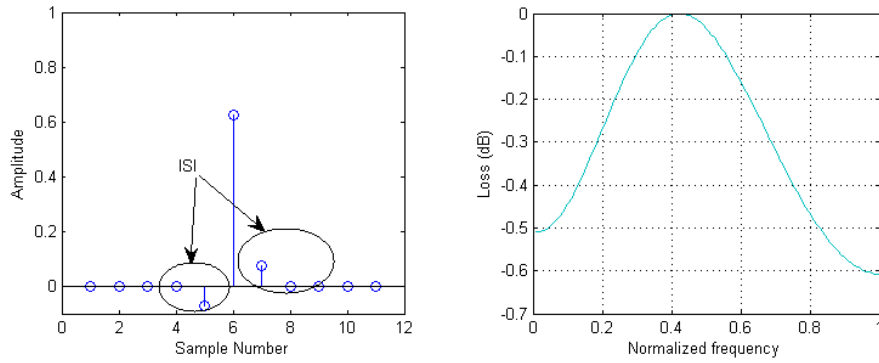 1
0.8
0.6
0.4
0.2
0
Amplitude
ISI
0 2 4 6 8 10 12
Sample Number
0
-0.1
-0.2
-0.3
-0.4
-0.5
-0.6
-0.7
Loss (dB)
0 0.2 0.4 0.6 0.8 1
Normalized frequency